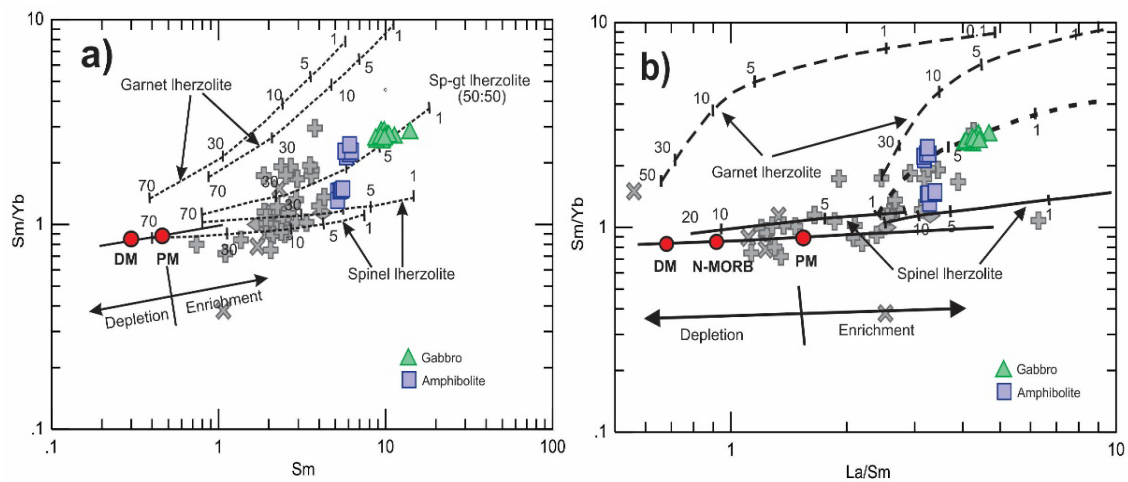 a)
10
1
.1
Sm/Yb
.1
1
10
100
Sm
Garnet lherzolite
Sp-gt lherzolite
(50:50)
1
1
5
5
10
10
30
30
70
70
1
5
30
70
70
5
1
30
10
5
1
30
DM
PM
Depletion
Enrichment
Spinel lherzolite
Gabbro
Amphibolite
b)
10
1
.1
Sm/Yb
1
10
La/Sm
0.1
1
5
10
30
50
1
5
10
30
1
5
Garnet lherzolite
20
10
5
1
10
5
1
DM
N-MORB
PM
Spinel lherzolite
Depletion
Enrichment
Gabbro
Amphibolite